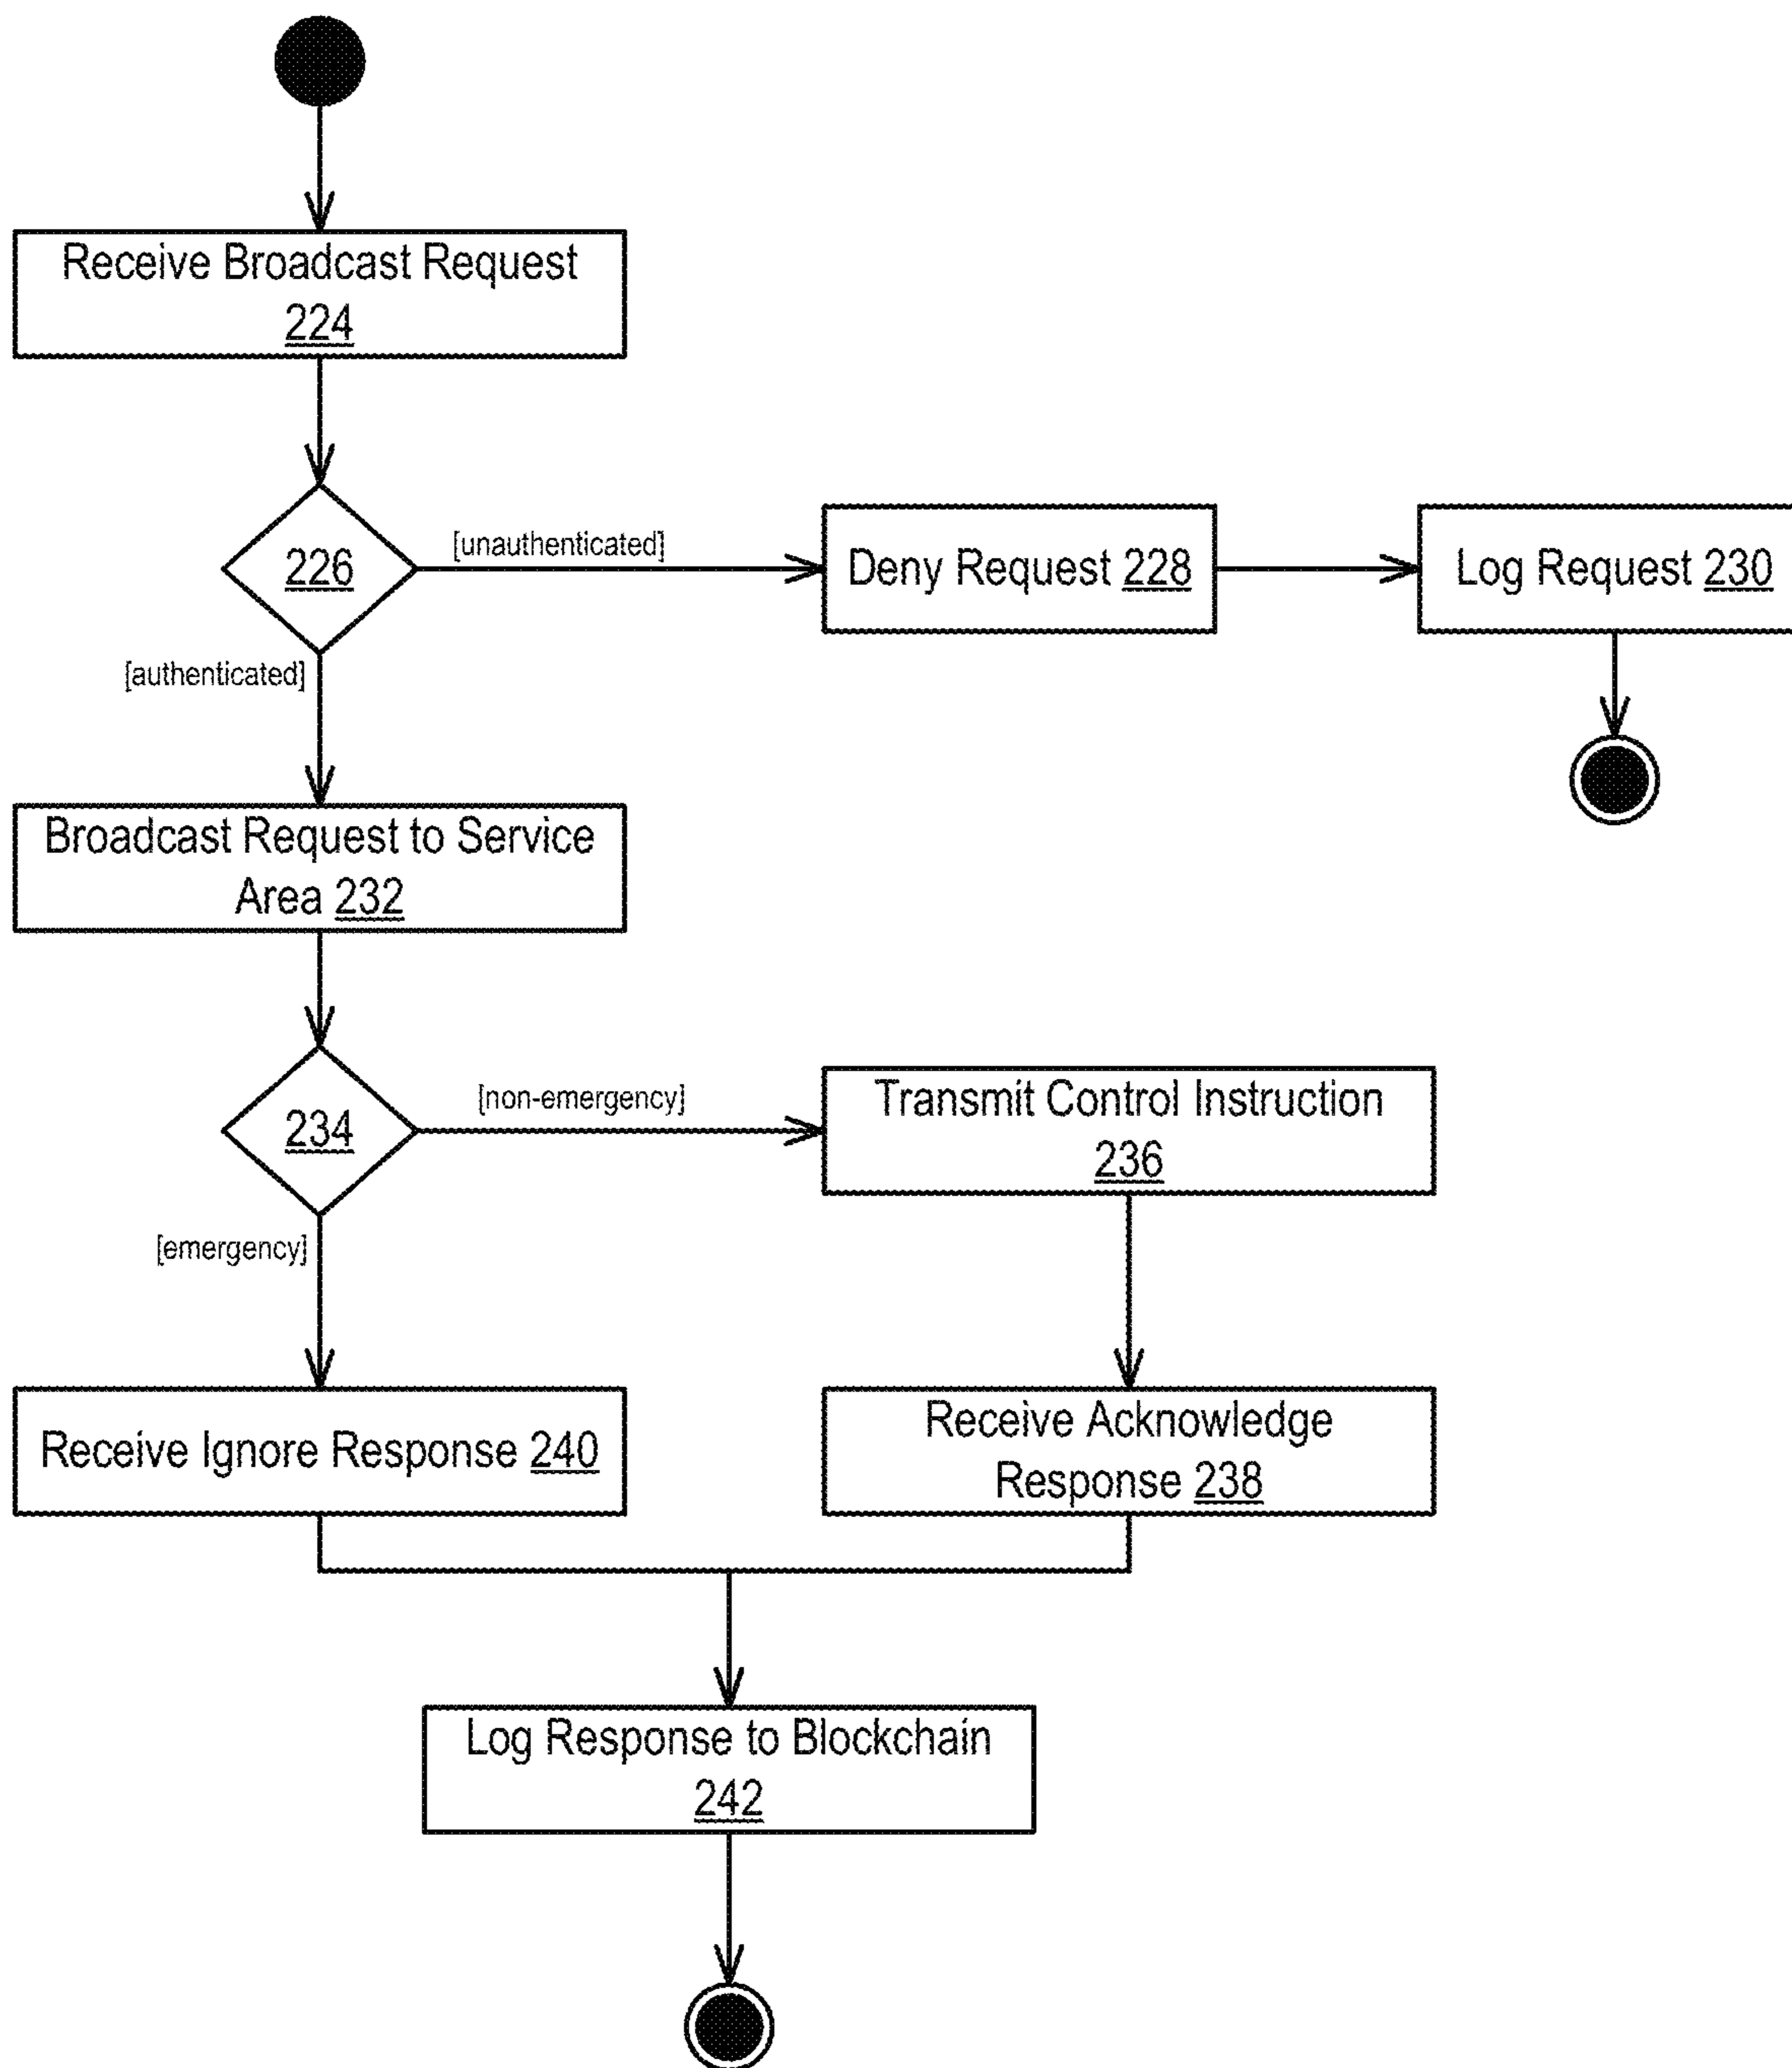 Receive Broadcast Request
224
226
[unauthenticated]
Deny Request 228
Log Request 230
[authenticated]
Broadcast Request to Service
Area 232
234
[non-emergency]
Transmit Control Instruction
236
[emergency]
Receive Ignore Response 240
Receive Acknowledge
Response 238
Log Response to Blockchain
242